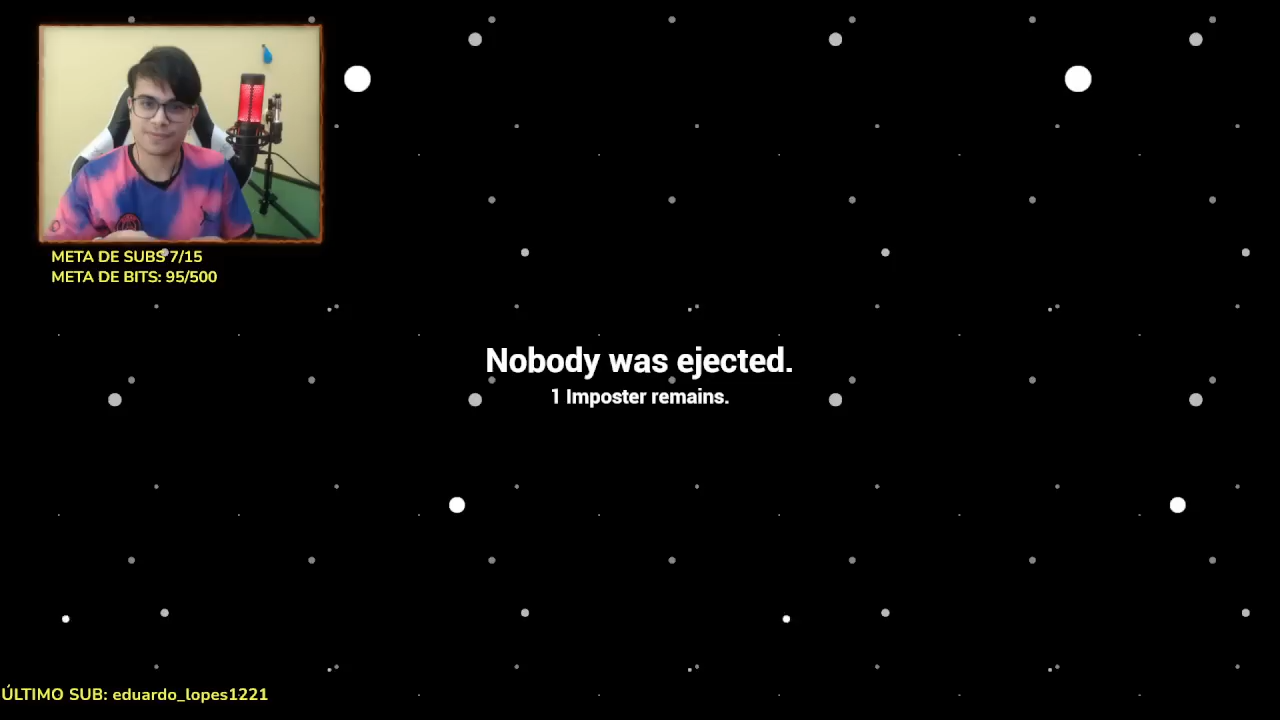 META DE SUBS 7/15
META DE BITS: 95/500
Nobody was ejected.
1 Imposter remains.
ÚLTIMO SUB: eduardo_lopes1221